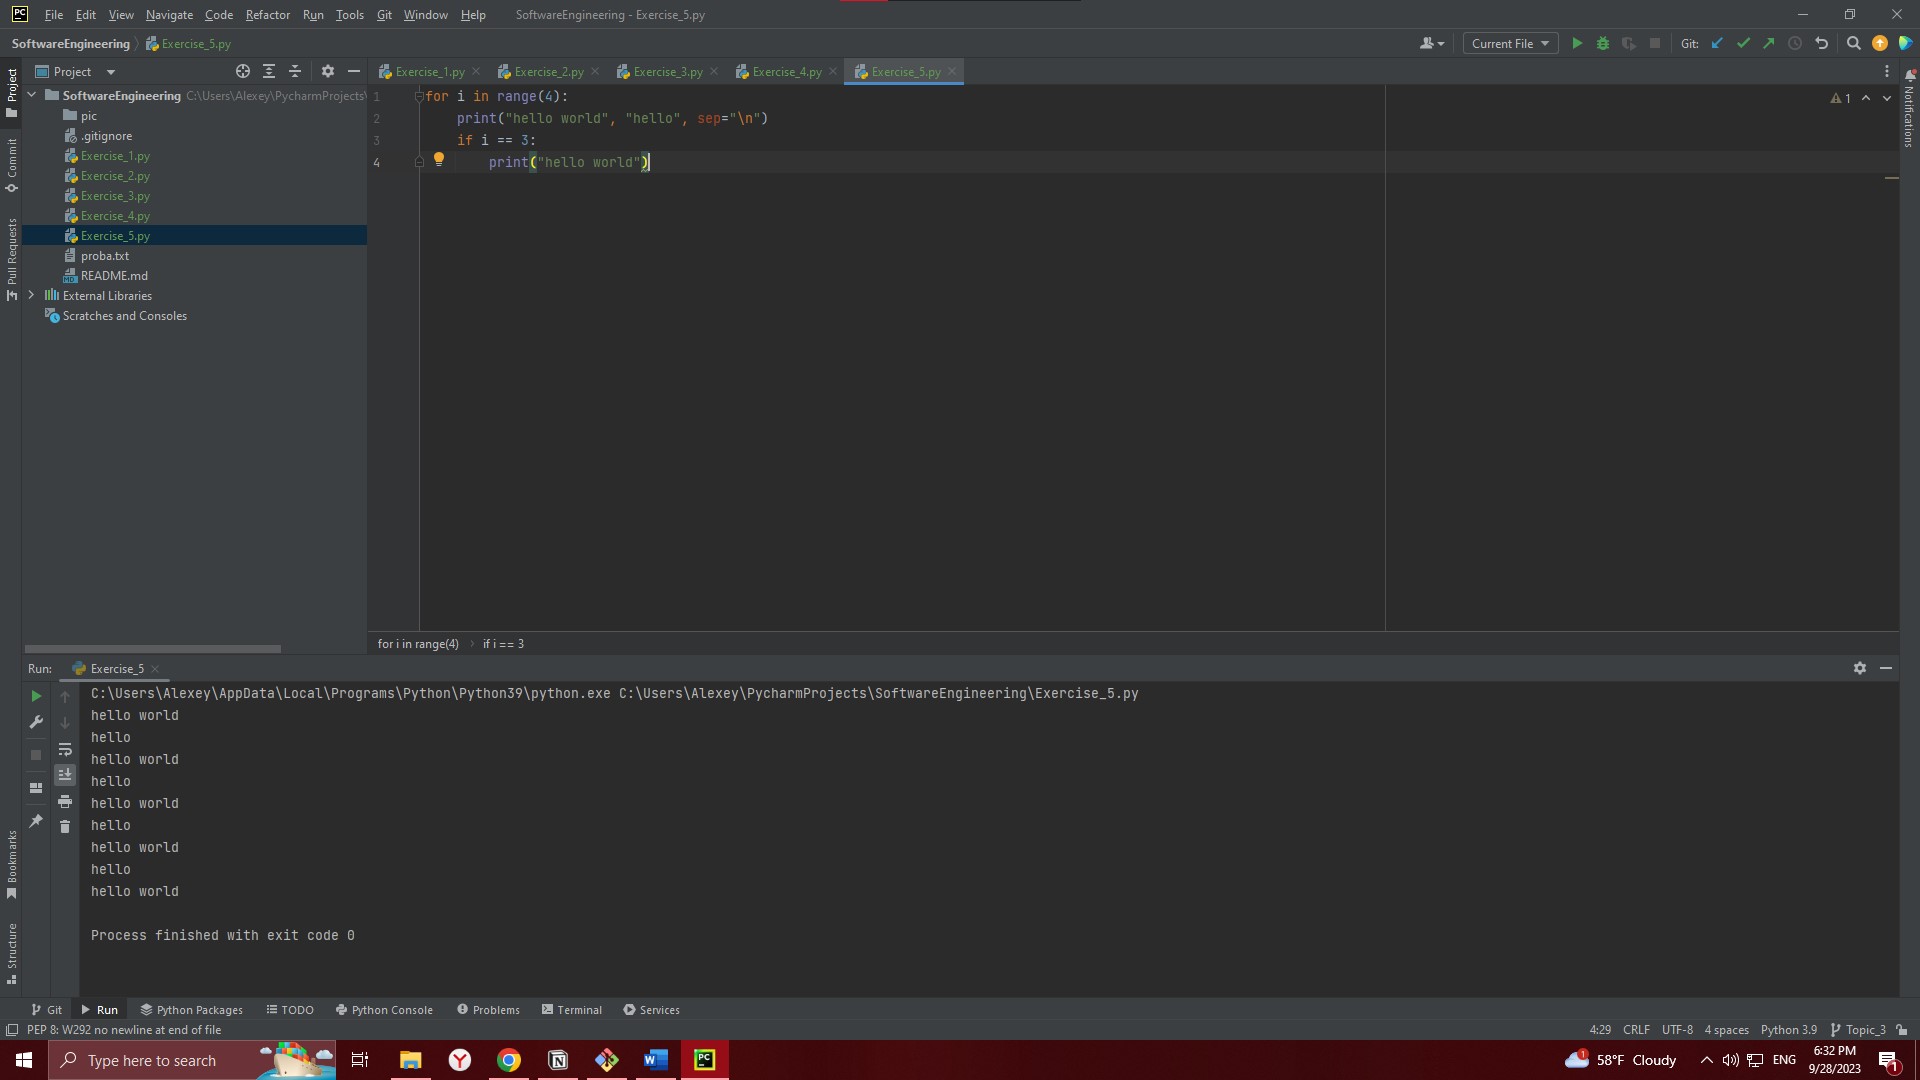 PC File Edit View Navigate Code Refactor Run Tools Git Window Help SoftwareEngineering - Exercise_5.py
SoftwareEngineering Exercise_5.py Current File Git:
Project
Exercise_1.py Exercise_2.py Exercise_3.py Exercise_4.py Exercise_5.py
SoftwareEngineering C:\Users\Alexey\PycharmProjects\
pic
.gitignore
Exercise_1.py
Exercise_2.py
Exercise_3.py
Exercise_4.py
Exercise_5.py
proba.txt
README.md
External Libraries
Scratches and Consoles
Project
Commit
Pull Requests
Bookmarks
Structure
1 for i in range(4):
2 print("hello world", "hello", sep="\n")
3 if i == 3:
4 print("hello world")
1
Notifications
for i in range(4) if i == 3
Run: Exercise_5
C:\Users\Alexey\AppData\Local\Programs\Python\Python39\python.exe C:\Users\Alexey\PycharmProjects\SoftwareEngineering\Exercise_5.py
hello world
hello
hello world
hello
hello world
hello
hello world
hello
hello world
Process finished with exit code 0
Git Run Python Packages TODO Python Console Problems Terminal Services
PEP 8: W292 no newline at end of file 4:29 CRLF UTF-8 4 spaces Python 3.9 Topic_3
Type here to search 1 58°F Cloudy ENG 6:32 PM
9/28/2023
1